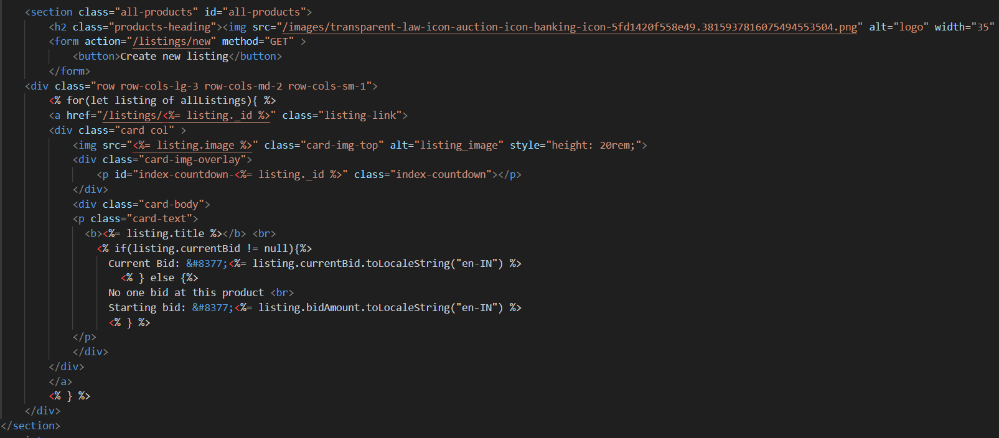 <section class="all-products" id="all-products">
<h2 class="products-heading"><img src="/images/transparent-law-icon-auction-icon-banking-icon-5fd1420f558e49.3815937816075494553504.png" alt="logo" width="35"
<form action="/listings/new" method="GET" >
<button>Create new listing</button>
</form>
<div class="row row-cols-lg-3 row-cols-md-2 row-cols-sm-1">
<% for(let listing of allListings){ %>
<a href="/listings/<%= listing._id %>" class="listing-link">
<div class="card col" >
<img src="<%= listing.image %>" class="card-img-top" alt="listing_image" style="height: 20rem;">
<div class="card-img-overlay">
<p id="index-countdown-<%= listing._id %>" class="index-countdown"></p>
</div>
<div class="card-body">
<p class="card-text">
<b><%= listing.title %></b> <br>
<% if(listing.currentBid != null){%>
Current Bid: &#8377;<%= listing.currentBid.toLocaleString("en-IN") %>
<% } else {%>
No one bid at this product <br>
Starting bid: &#8377;<%= listing.bidAmount.toLocaleString("en-IN") %>
<% } %>
</p>
</div>
</div>
</a>
<% } %>
</div>
</section>